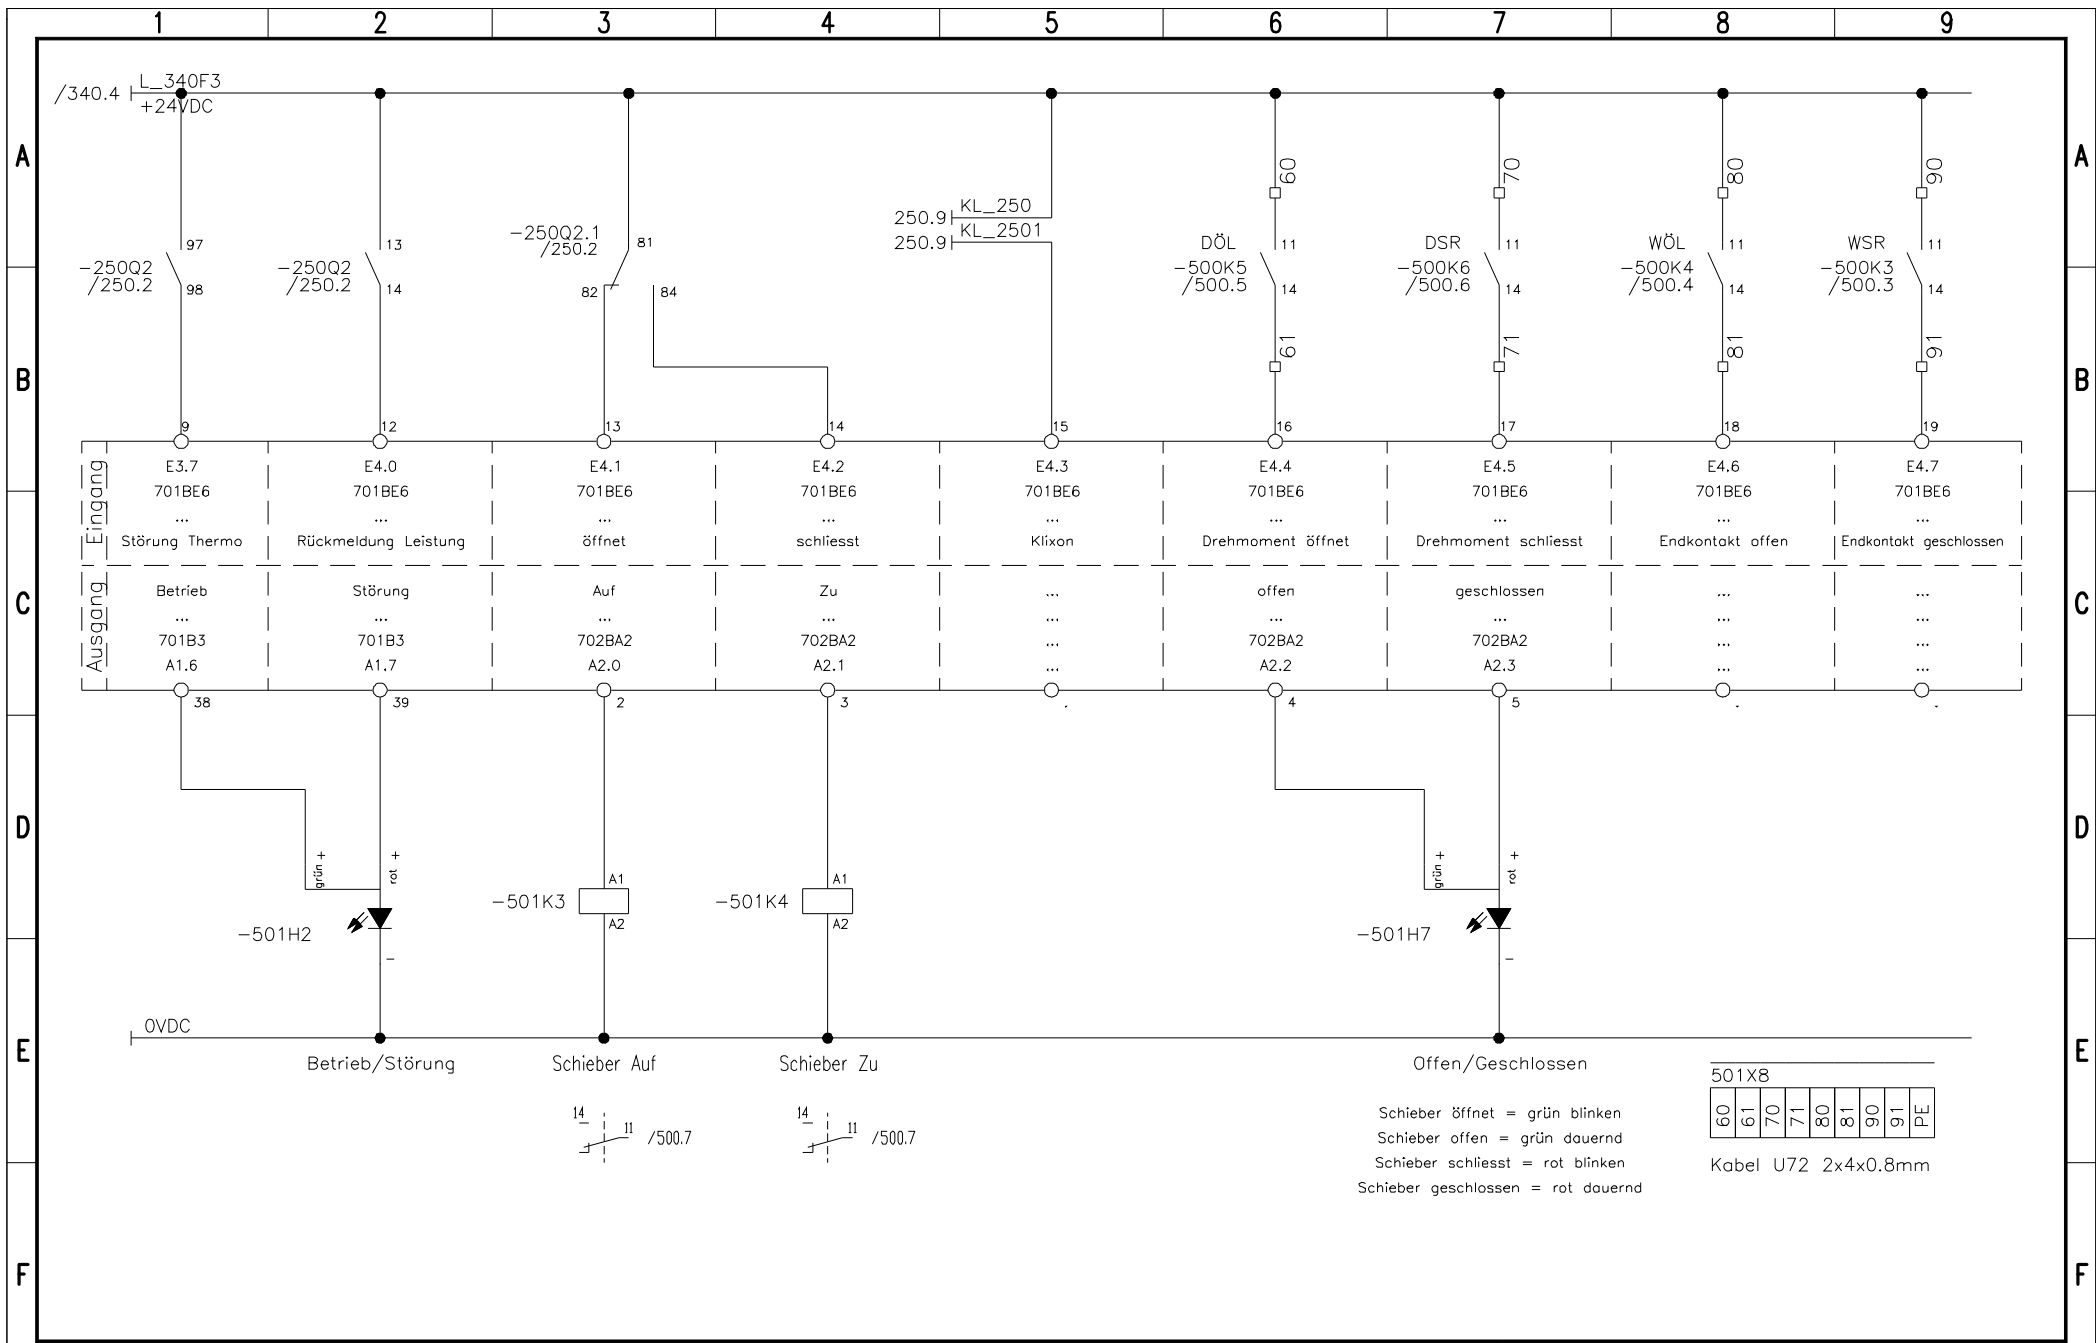 1 2 3 4 5 6 7 8 9
/340.4 L_340F3
+24VDC
A A
60 70 80 90
KL_250
250.9
KL_2501
250.9
97
-250Q2
/250.2
98
13
-250Q2
/250.2
14
-250Q2.1
/250.2
81
82 84
DÖL 11
-500K5
/500.5 14
DSR 11
-500K6
/500.6 14
WÖL 11
-500K4
/500.4 14
WSR 11
-500K3
/500.3 14
61 71 81 91
B B
9 12 13 14 15 16 17 18 19
Eingang
E3.7 E4.0 E4.1 E4.2 E4.3 E4.4 E4.5 E4.6 E4.7
701BE6 701BE6 701BE6 701BE6 701BE6 701BE6 701BE6 701BE6 701BE6
... ... ... ... ... ... ... ... ...
Störung Thermo Rückmeldung Leistung öffnet schliesst Klixon Drehmoment öffnet Drehmoment schliesst Endkontakt offen Endkontakt geschlossen
C C
Ausgang
Betrieb Störung Auf Zu ... offen geschlossen ... ...
... ... ... ... ... ... ... ... ...
701B3 701B3 702BA2 702BA2 ... 702BA2 702BA2 ... ...
A1.6 A1.7 A2.0 A2.1 ... A2.2 A2.3 ... ...
38 39 2 3 . 4 5 . .
D D
grün + rot +
-501H2
-
A1
-501K3
A2
A1
-501K4
A2
grün + rot +
-501H7
-
0VDC
E E
Betrieb/Störung Schieber Auf Schieber Zu Offen/Geschlossen
14
11 /500.7
14
11 /500.7
Schieber öffnet = grün blinken
Schieber offen = grün dauernd
Schieber schliesst = rot blinken
Schieber geschlossen = rot dauernd
501X8
60 61 70 71 80 81 90 91 PE
Kabel U72 2x4x0.8mm
F F